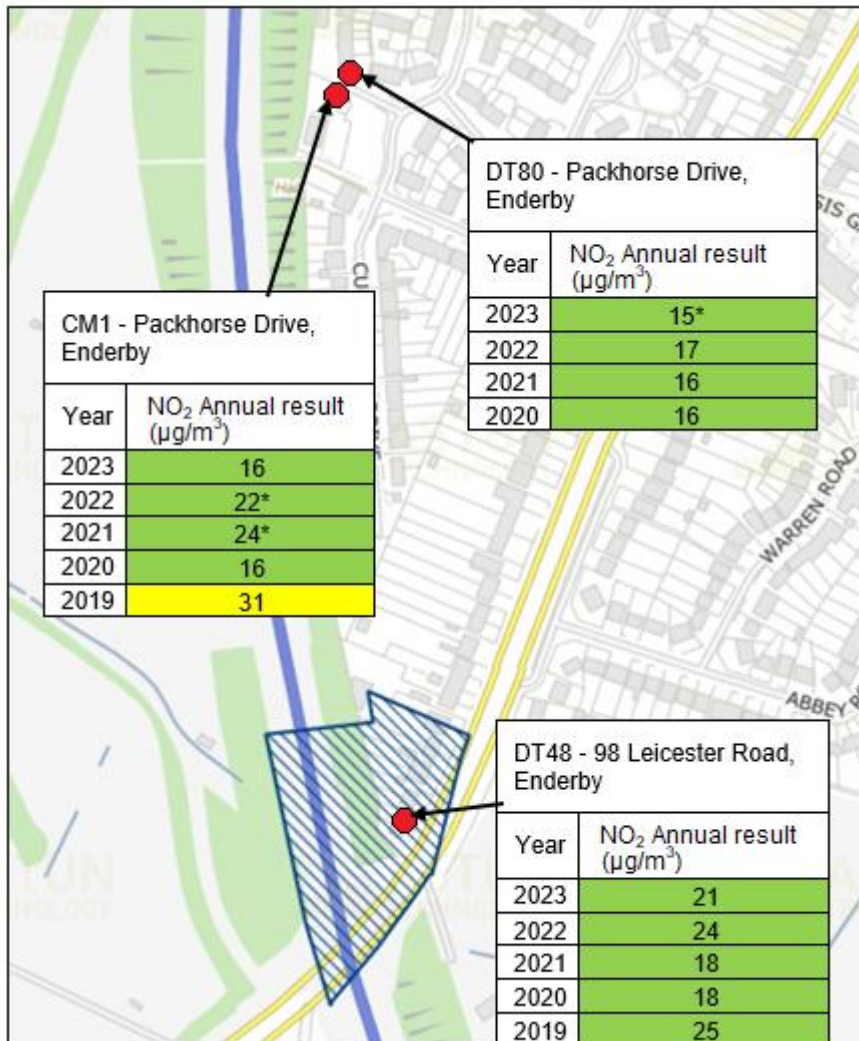 DT80 - Packhorse Drive,
Enderby
Year NO₂ Annual result
(µg/m³)
2023 15*
2022 17
2021 16
2020 16
CM1 - Packhorse Drive,
Enderby
Year NO₂ Annual result
(µg/m³)
2023 16
2022 22*
2021 24*
2020 16
2019 31
WARREN ROAD
ABBEY
DT48 - 98 Leicester Road,
Enderby
Year NO₂ Annual result
(µg/m³)
2023 21
2022 24
2021 18
2020 18
2019 25